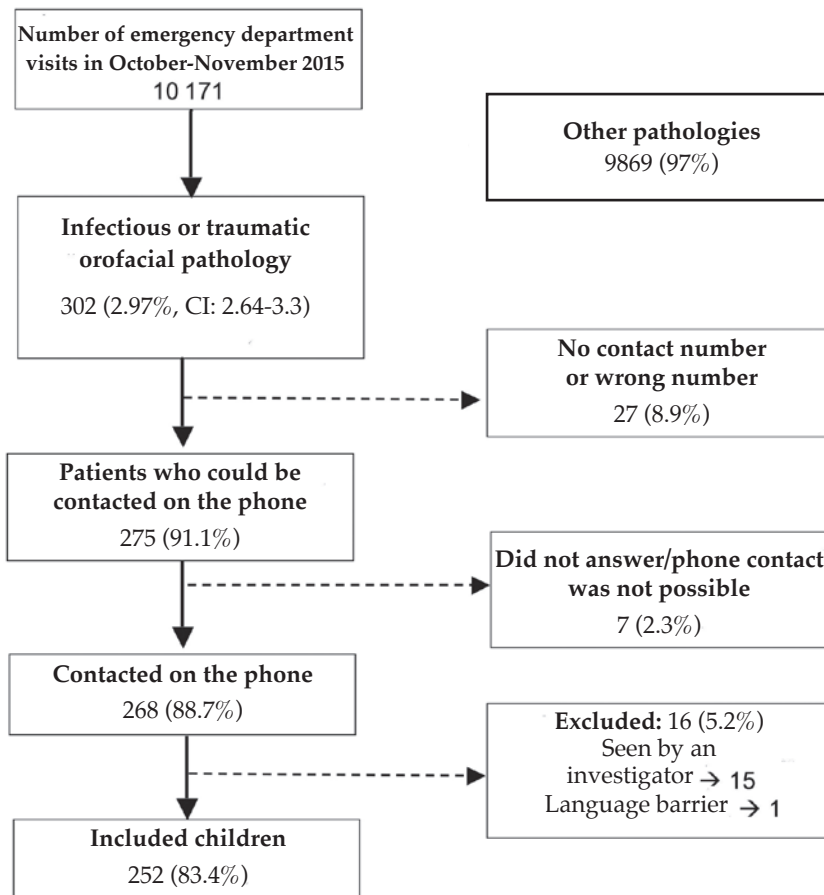 Number of emergency department
visits in October-November 2015
10 171
Other pathologies
9869 (97%)
Infectious or traumatic
orofacial pathology
302 (2.97%, CI: 2.64-3.3)
No contact number
or wrong number
27 (8.9%)
Patients who could be
contacted on the phone
275 (91.1%)
Did not answer/phone contact
was not possible
7 (2.3%)
Contacted on the phone
268 (88.7%)
Excluded: 16 (5.2%)
Seen by an
investigator → 15
Language barrier → 1
Included children
252 (83.4%)